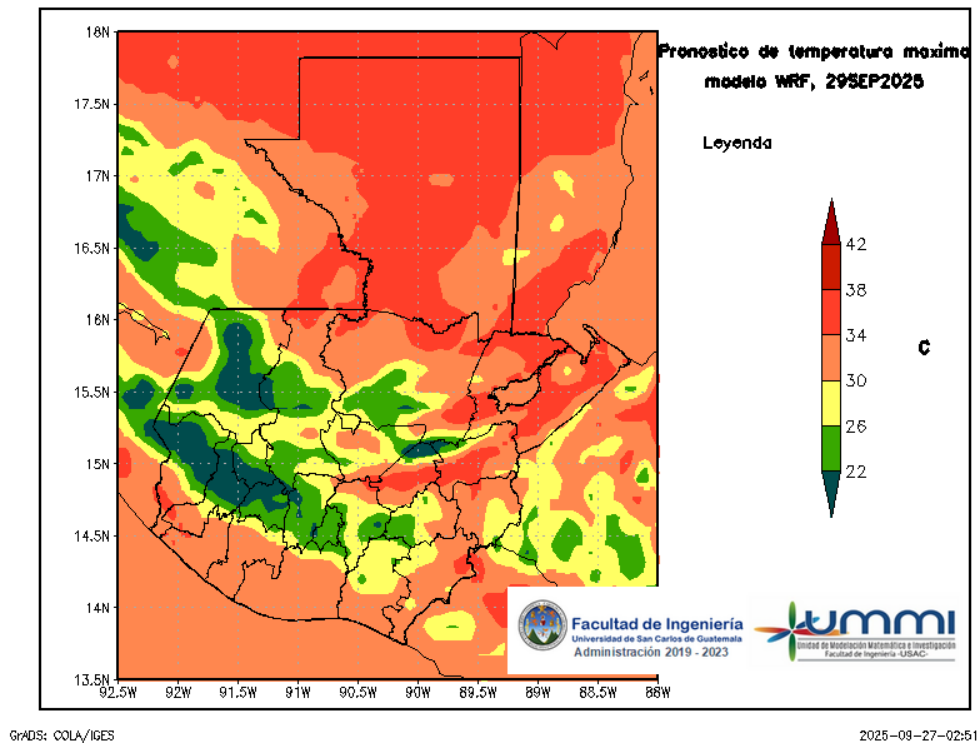 Pronostico de temperatura maxima
modelo WRF, 29SEP2025
Leyenda
18N
17.5N
17N
16.5N
16N
15.5N
15N
14.5N
14N
13.5N
92.5W
92W
91.5W
91W
90.5W
90W
89.5W
89W
88.5W
88W
42
38
34
30
26
22
C
Facultad de Ingeniería
Universidad de San Carlos de Guatemala
Administración 2019 - 2023
ummi
Unidad de Modelación Matemática e Investigación
Facultad de Ingeniería -USAC-
GrADS: COLA/IGES
2025-09-27-02:51